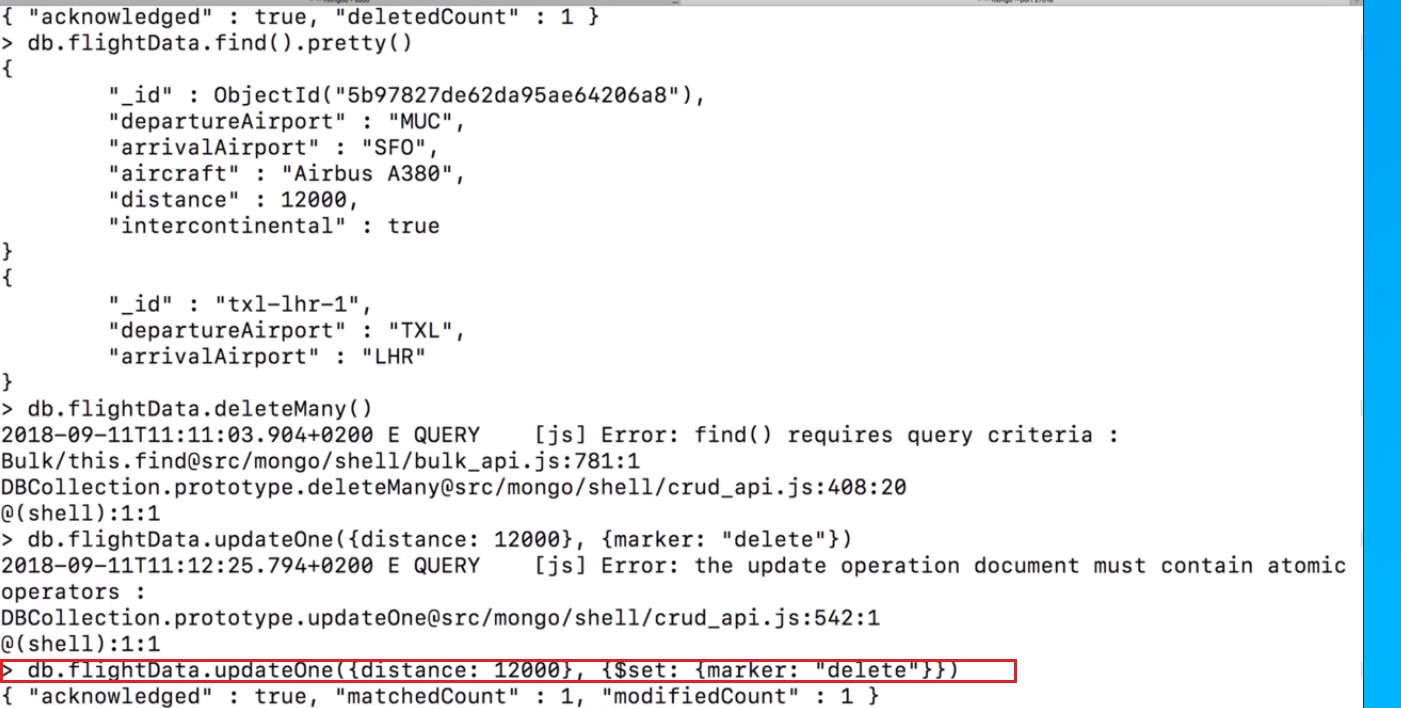 { "acknowledged" : true, "deletedCount" : 1 }
> db.flightData.find().pretty()
{
        "_id" : ObjectId("5b97827de62da95ae64206a8"),
        "departureAirport" : "MUC",
        "arrivalAirport" : "SFO",
        "aircraft" : "Airbus A380",
        "distance" : 12000,
        "intercontinental" : true
}
{
        "_id" : "txl-lhr-1",
        "departureAirport" : "TXL",
        "arrivalAirport" : "LHR"
}
> db.flightData.deleteMany()
2018-09-11T11:11:03.904+0200 E QUERY    [js] Error: find() requires query criteria :
Bulk/this.find@src/mongo/shell/bulk_api.js:781:1
DBCollection.prototype.deleteMany@src/mongo/shell/crud_api.js:408:20
@(shell):1:1
> db.flightData.updateOne({distance: 12000}, {marker: "delete"})
2018-09-11T11:12:25.794+0200 E QUERY    [js] Error: the update operation document must contain atomic
operators :
DBCollection.prototype.updateOne@src/mongo/shell/crud_api.js:542:1
@(shell):1:1
> db.flightData.updateOne({distance: 12000}, {$set: {marker: "delete"}})
{ "acknowledged" : true, "matchedCount" : 1, "modifiedCount" : 1 }